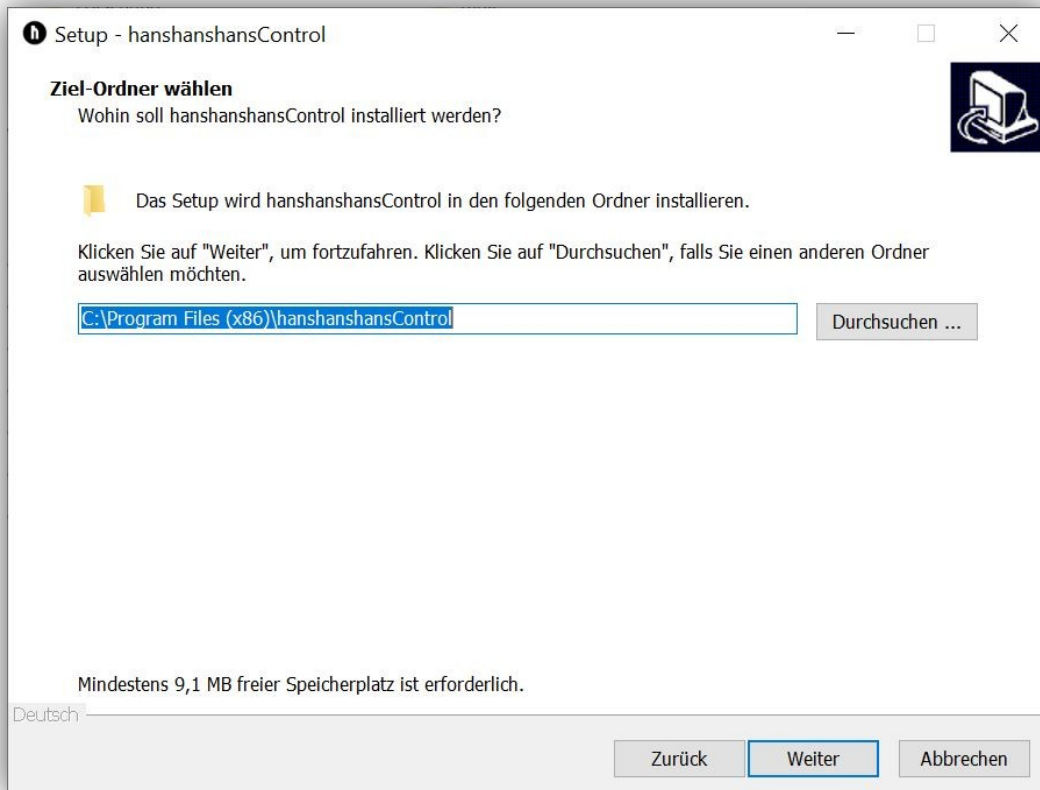 h Setup - hanshanshansControl
Ziel-Ordner wählen
Wohin soll hanshanshansControl installiert werden?
Das Setup wird hanshanshansControl in den folgenden Ordner installieren.
Klicken Sie auf "Weiter", um fortzufahren. Klicken Sie auf "Durchsuchen", falls Sie einen anderen Ordner
auswählen möchten.
C:\Program Files (x86)\hanshanshansControl
Durchsuchen ...
Mindestens 9,1 MB freier Speicherplatz ist erforderlich.
Deutsch
Zurück Weiter Abbrechen